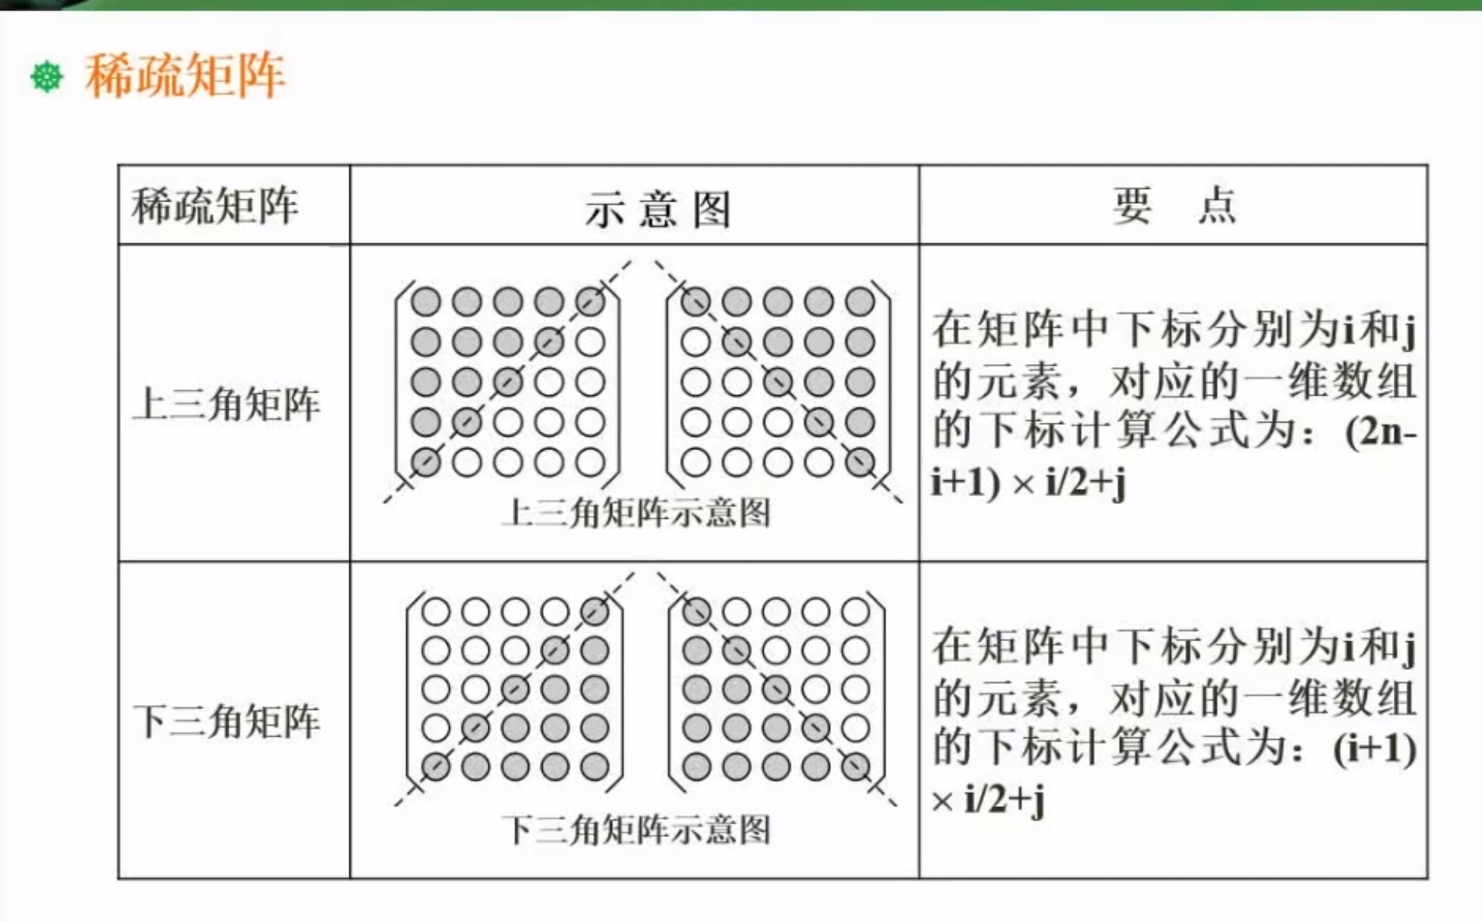 稀疏矩阵
稀疏矩阵
示意图
要 点
上三角矩阵
上三角矩阵示意图
在矩阵中下标分别为i和j
的元素，对应的一维数组
的下标计算公式为：(2n-
i+1) × i/2+j
下三角矩阵
下三角矩阵示意图
在矩阵中下标分别为i和j
的元素，对应的一维数组
的下标计算公式为：(i+1)
× i/2+j